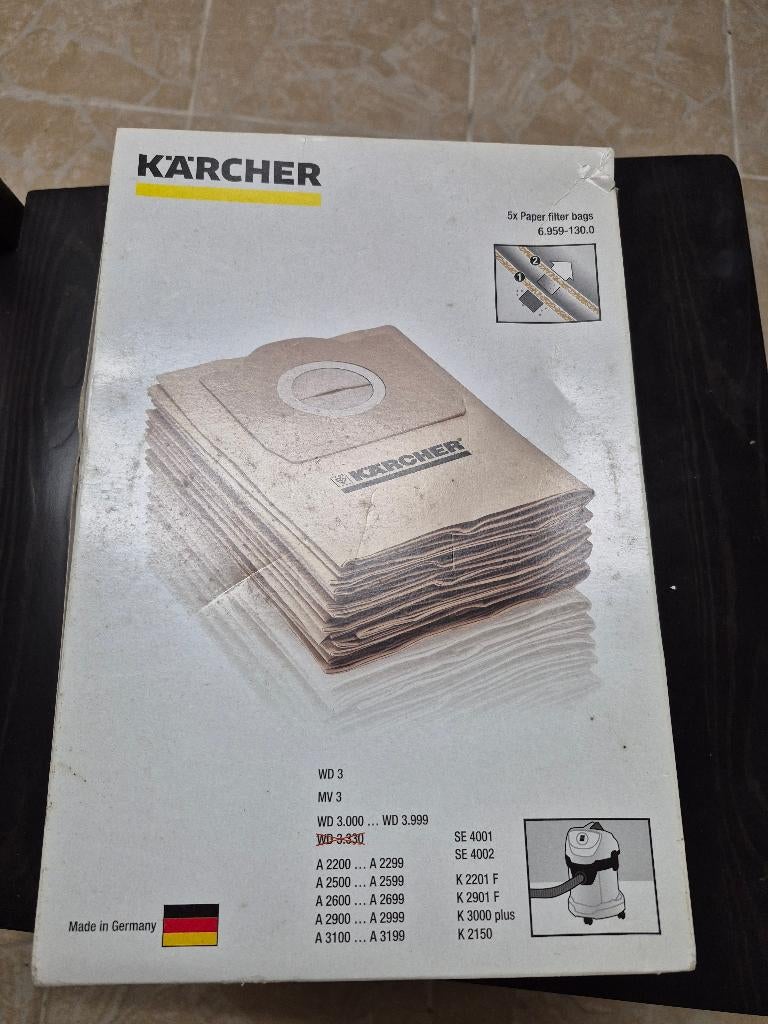 KÄRCHER
5x Paper filter bags
6.959-130.0
2
1
KÄRCHER
WD 3
MV 3
WD 3.000 ... WD 3.999
WD 3.330
A 2200 ... A 2299
A 2500 ... A 2599
A 2600 ... A 2699
A 2900 ... A 2999
A 3100 ... A 3199
SE 4001
SE 4002
K 2201 F
K 2901 F
K 3000 plus
K 2150
Made in Germany